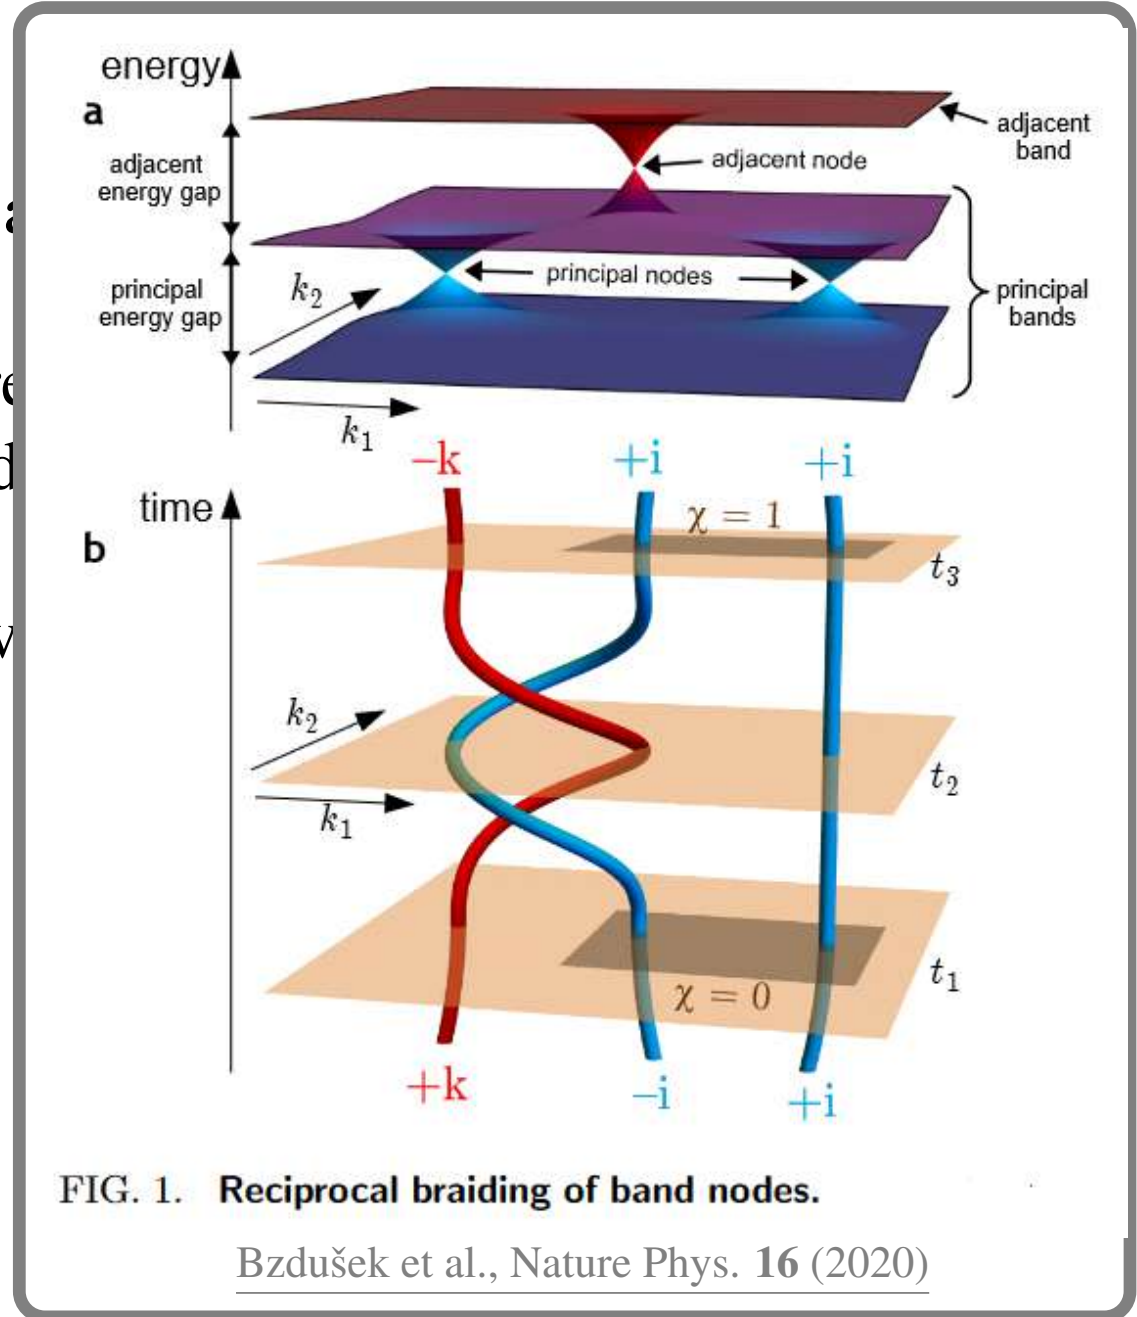 energy
a
adjacent
band
adjacent node
adjacent
energy gap
principal nodes
principal
energy gap
k2
principal
bands
k1
–k
+i
+i
time
b
χ = 1
t3
k2
k1
t2
χ = 0
t1
+k
–i
+i
FIG. 1. Reciprocal braiding of band nodes.
Bzdušek et al., Nature Phys. 16 (2020)